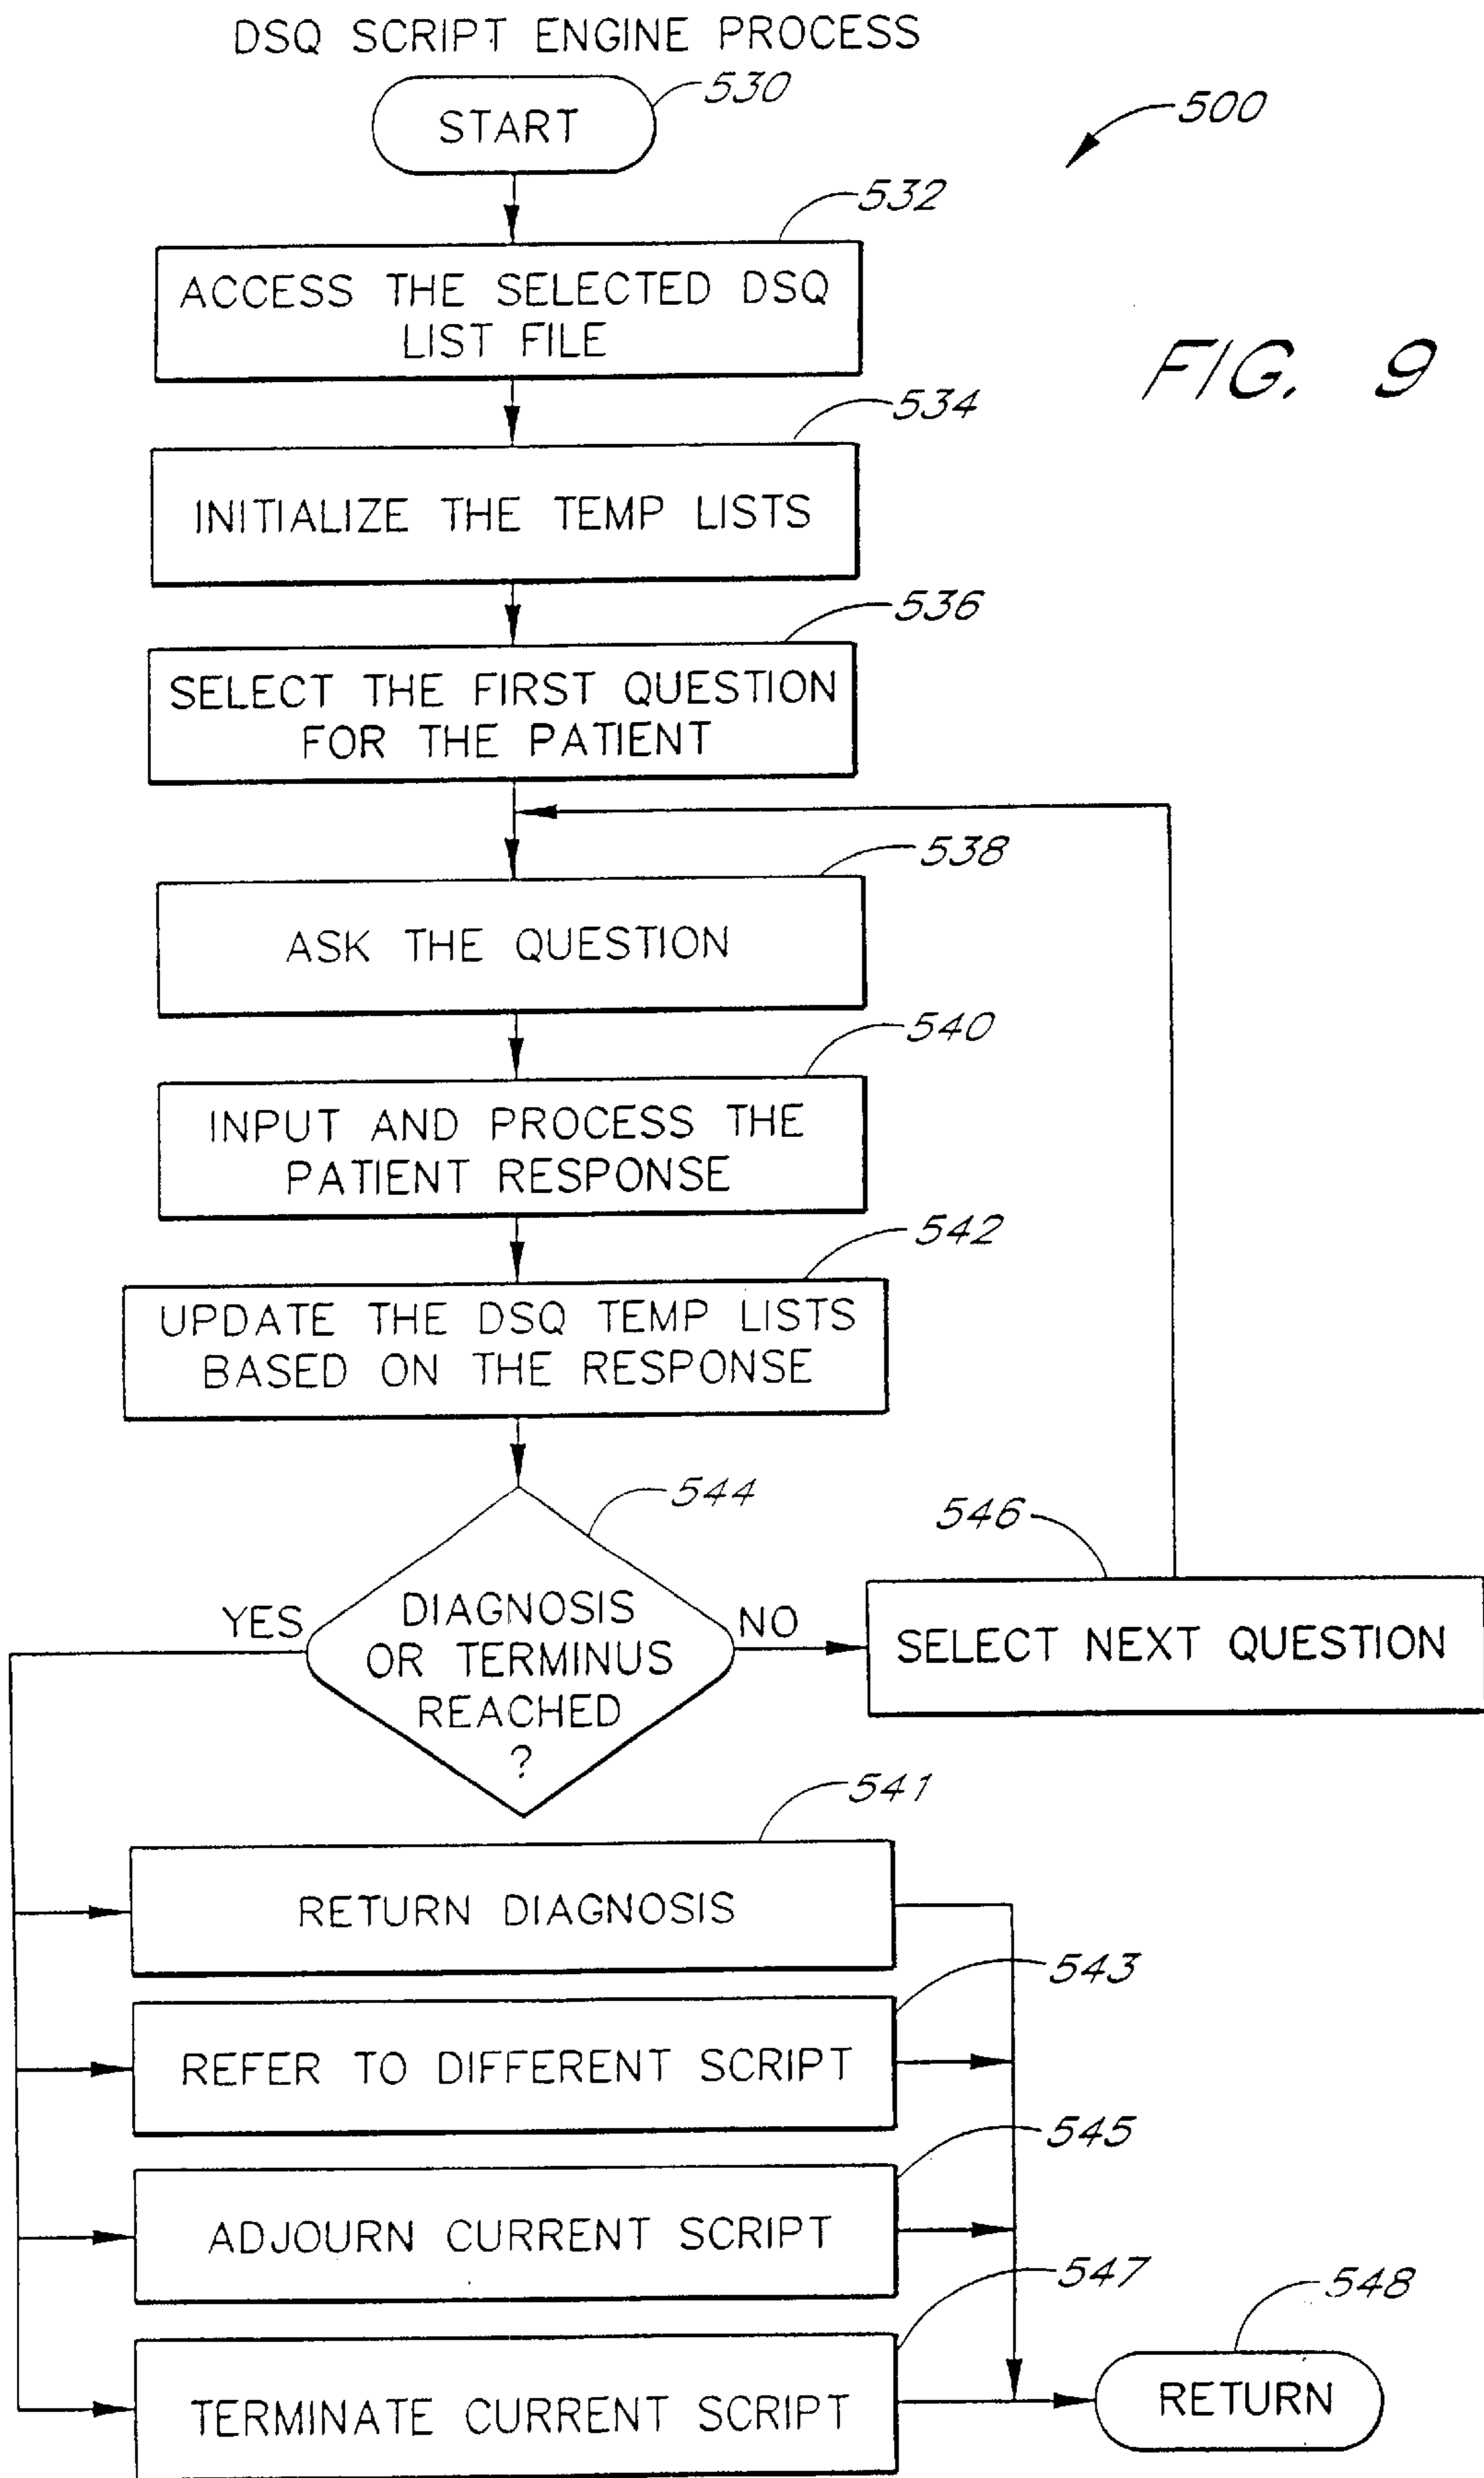 DSQ SCRIPT ENGINE PROCESS
START
530
500
532
ACCESS THE SELECTED DSQ
LIST FILE
FIG. 9
534
INITIALIZE THE TEMP LISTS
536
SELECT THE FIRST QUESTION
FOR THE PATIENT
538
ASK THE QUESTION
540
INPUT AND PROCESS THE
PATIENT RESPONSE
542
UPDATE THE DSQ TEMP LISTS
BASED ON THE RESPONSE
544
546
YES
DIAGNOSIS
OR TERMINUS
REACHED
?
NO
SELECT NEXT QUESTION
541
RETURN DIAGNOSIS
543
REFER TO DIFFERENT SCRIPT
545
ADJOURN CURRENT SCRIPT
547
548
TERMINATE CURRENT SCRIPT
RETURN